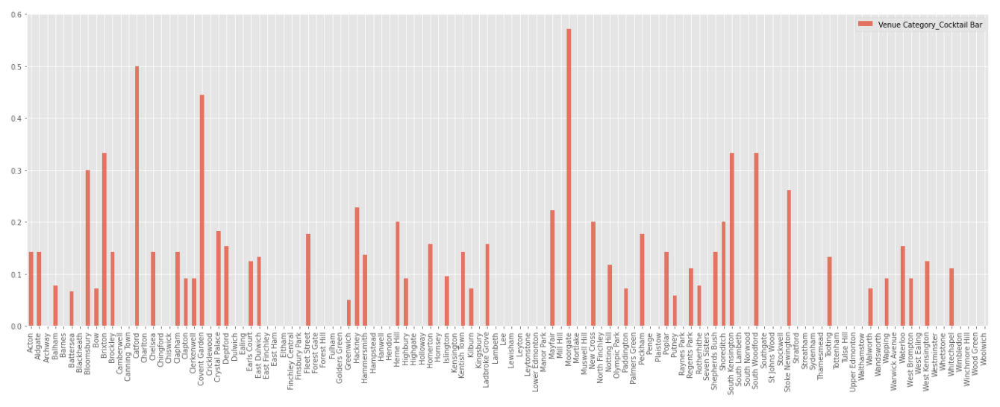 0.6
0.5
0.4
0.3
0.2
0.1
0.0
Venue Category_Cocktail Bar
Acton
Aldgate
Archway
Balham
Barnes
Battersea
Blackheath
Bloomsbury
Bow
Brixton
Brockley
Camberwell
Canning Town
Catford
Charlton
Chelsea
Chingford
Chiswick
Clapham
Clapton
Clerkenwell
Covent Garden
Cricklewood
Crystal Palace
Deptford
Dulwich
Ealing
Earls Court
East Dulwich
East Finchley
East Ham
Eltham
Finchley Central
Finsbury Park
Fleet Street
Forest Gate
Forest Hill
Fulham
Golders Green
Greenwich
Hackney
Hammersmith
Hampstead
Hanwell
Hendon
Herne Hill
Highbury
Highgate
Holloway
Homerton
Hornsey
Islington
Kensington
Kentish Town
Kilburn
Kingsbury
Ladbroke Grove
Lambeth
Lee
Lewisham
Leyton
Leytonstone
Lower Edmonton
Manor Park
Mayfair
Mill Hill
Moorgate
Mortlake
Muswell Hill
New Cross
North Finchley
Notting Hill
Olympic Park
Paddington
Palmers Green
Peckham
Penge
Plaistow
Poplar
Putney
Raynes Park
Regents Park
Rotherhithe
Seven Sisters
Shepherds Bush
Shoreditch
South Kensington
South Lambeth
South Norwood
South Woodford
Southgate
St Johns Wood
Stockwell
Stoke Newington
Stratford
Streatham
Sydenham
Thamesmead
Tooting
Tottenham
Tulse Hill
Upper Edmonton
Walthamstow
Walworth
Wandsworth
Wapping
Warwick Avenue
Waterloo
West Brompton
West Ealing
West Kensington
Westminster
Whetstone
Whitechapel
Wimbledon
Winchmore Hill
Wood Green
Woolwich